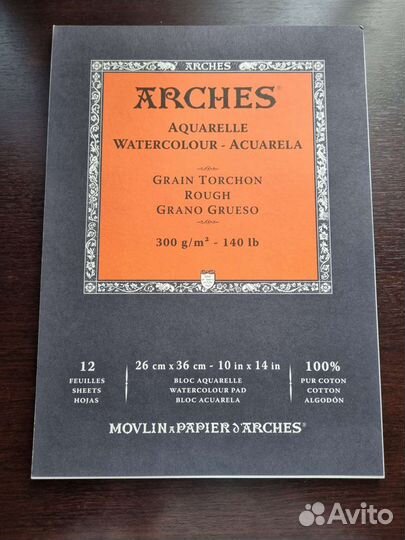 ARCHES
ARCHES®
AQUARELLE
WATERCOLOUR - ACUARELA
GRAIN TORCHON
ROUGH
GRANO GRUESO
300 g/m² - 140 lb
12
FEUILLES
SHEETS
HOJAS
26 cm x 36 cm - 10 in x 14 in
BLOC AQUARELLE
WATERCOLOUR PAD
BLOC ACUARELA
100%
PUR COTON
COTTON
ALGODÓN
MOVLIN A PAPIER D ARCHES®
Avito